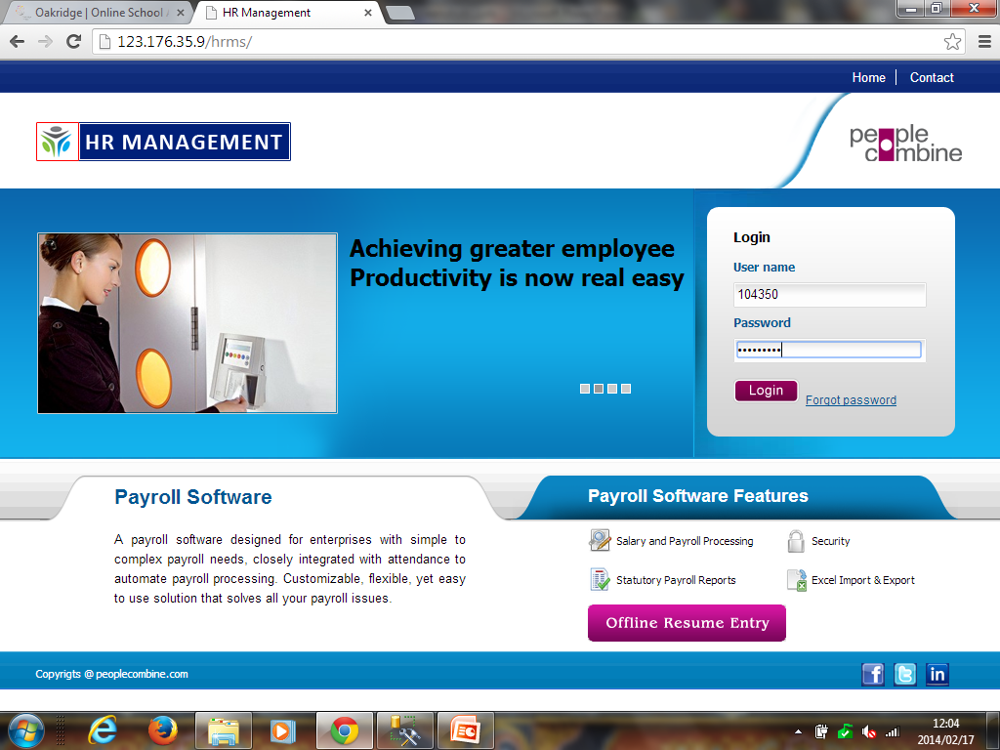 Oakridge | Online School
HR Management
123.176.35.9/hrms/
Home
Contact
HR MANAGEMENT
people
combine
Achieving greater employee
Productivity is now real easy
Login
User name
104350
Password
•••••••••
Login
Forgot password
Payroll Software
A payroll software designed for enterprises with simple to
complex payroll needs, closely integrated with attendance to
automate payroll processing. Customizable, flexible, yet easy
to use solution that solves all your payroll issues.
Payroll Software Features
Salary and Payroll Processing
Security
Statutory Payroll Reports
Excel Import & Export
Offline Resume Entry
Copyrigts @ peoplecombine.com
12:04
2014/02/17